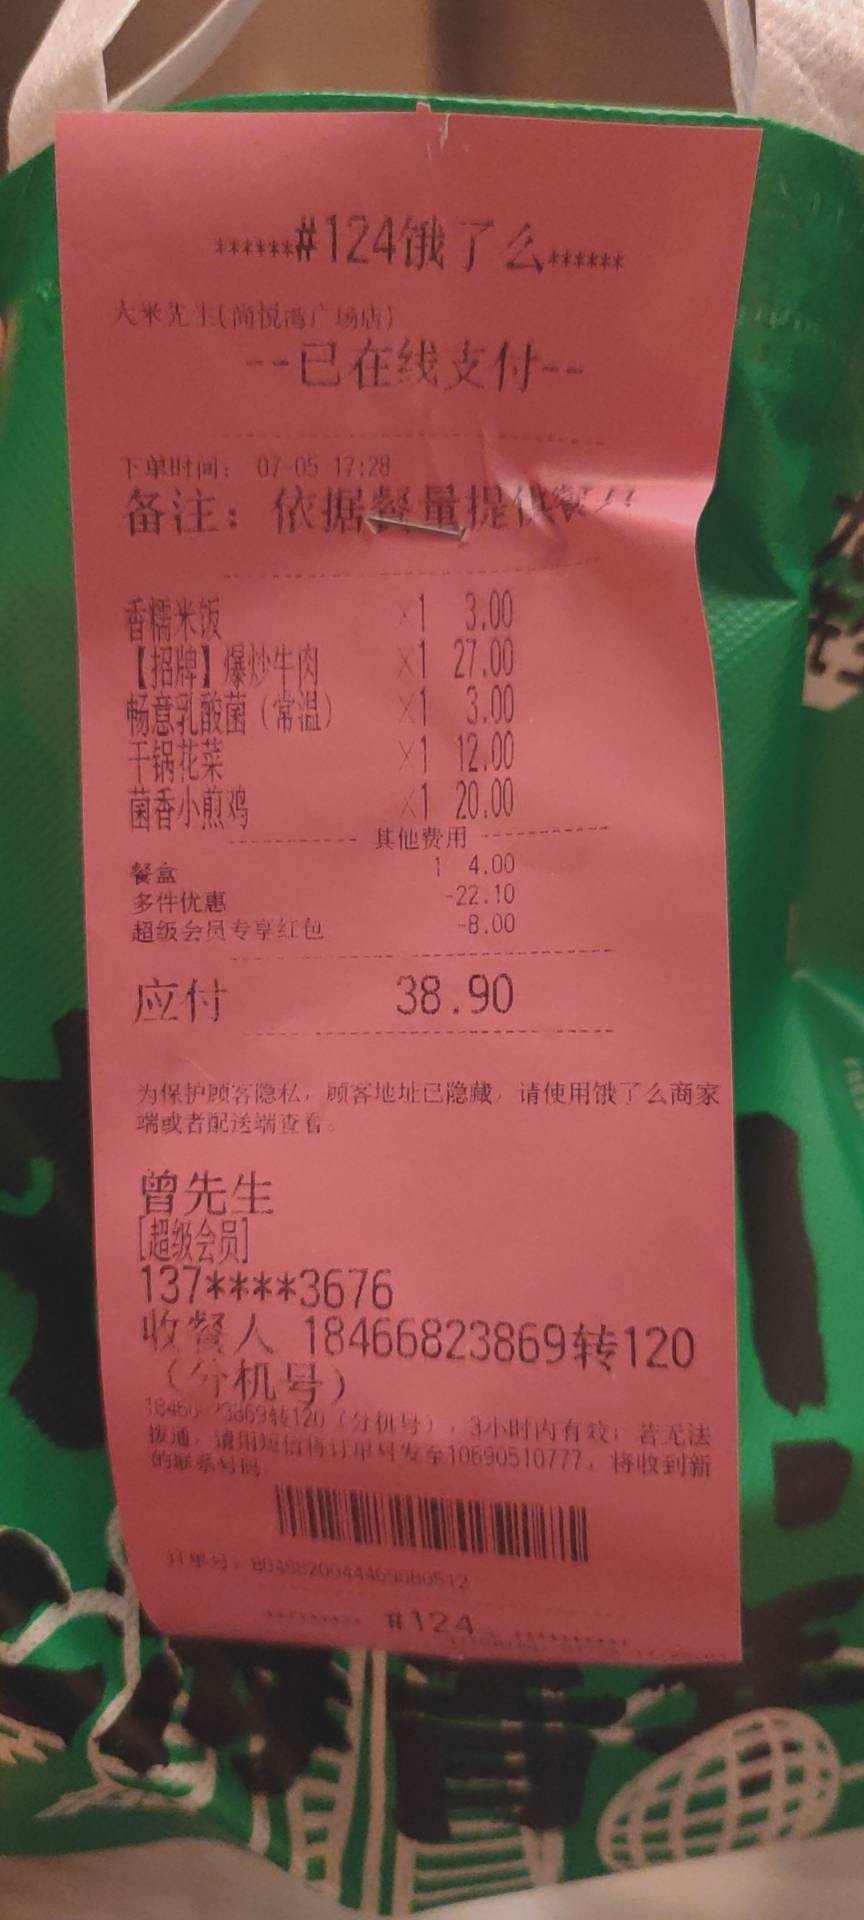 ******#124饿了么******
大米先生(尚悦鸿广场店)
--已在线支付--
下单时间： 07-05 17:28
备注：依据餐量提供餐具
香糯米饭 ×1 3.00
【招牌】爆炒牛肉 ×1 27.00
畅意乳酸菌（常温） ×1 3.00
干锅花菜 ×1 12.00
菌香小煎鸡 ×1 20.00
其他费用
餐盒 1 4.00
多件优惠 -22.10
超级会员专享红包 -8.00
应付 38.90
为保护顾客隐私，顾客地址已隐藏，请使用饿了么商家
端或者配送端查看。
曾先生
[超级会员]
137****3676
收餐人 18466823869转120
（分机号）
转120（分机号），3小时内有效；若无法
拨通，请用短信将订单号发至10690510777，将收到新
的联系号码
订单号：
#124